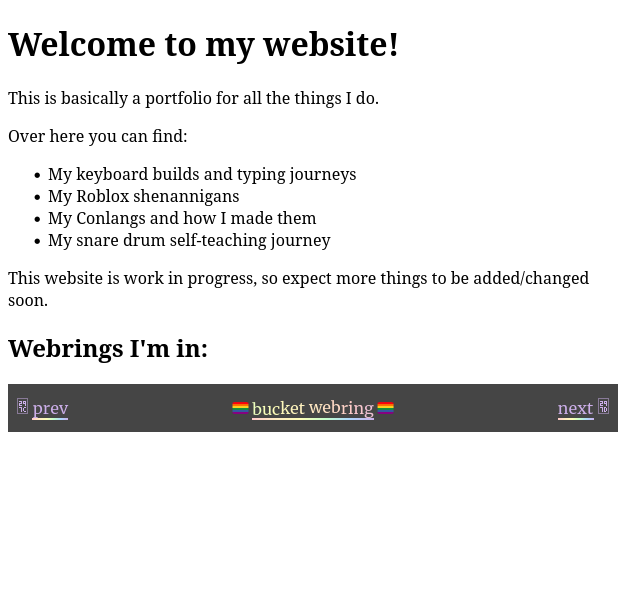 Welcome to my website!
This is basically a portfolio for all the things I do.
Over here you can find:
• My keyboard builds and typing journeys
• My Roblox shenannigans
• My Conlangs and how I made them
• My snare drum self-teaching journey
This website is work in progress, so expect more things to be added/changed
soon.
Webrings I'm in:
⥼ prev 🏳️‍🌈 bucket webring 🏳️‍🌈 next ⥽